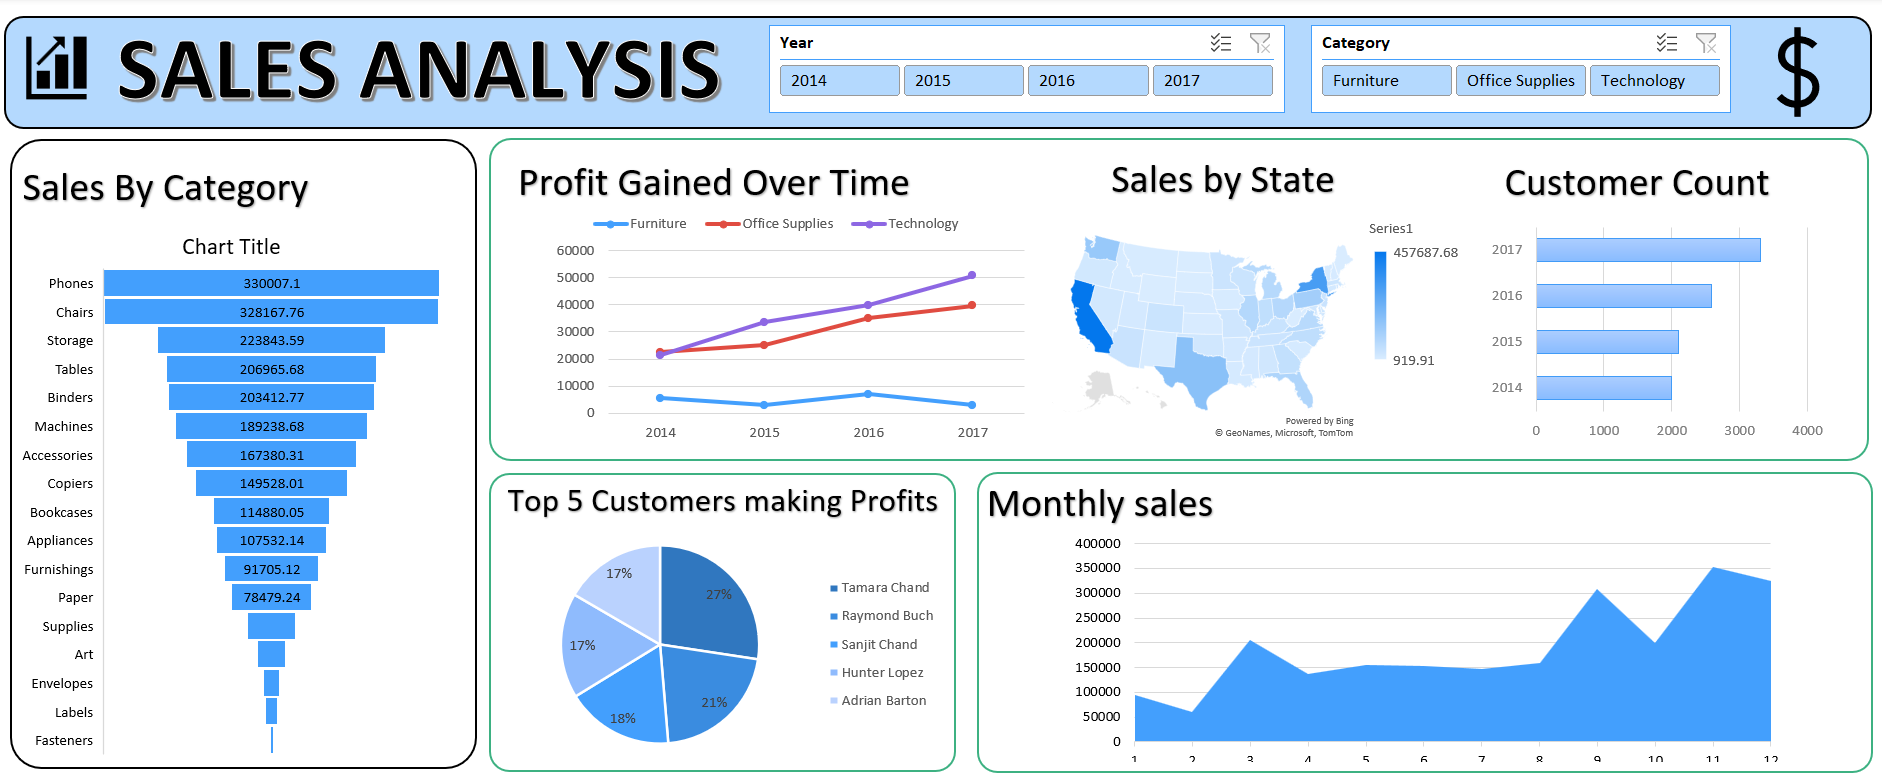 SALES ANALYSIS
Year
2014
2015
2016
2017
Category
Furniture
Office Supplies
Technology
$
Sales By Category
Chart Title
Phones 330007.1
Chairs 328167.76
Storage 223843.59
Tables 206965.68
Binders 203412.77
Machines 189238.68
Accessories 167380.31
Copiers 149528.01
Bookcases 114880.05
Appliances 107532.14
Furnishings 91705.12
Paper 78479.24
Supplies
Art
Envelopes
Labels
Fasteners
Profit Gained Over Time
Furniture Office Supplies Technology
60000
50000
40000
30000
20000
10000
0
2014 2015 2016 2017
Sales by State
Series1
457687.68
919.91
Powered by Bing
© GeoNames, Microsoft, TomTom
Customer Count
2017
2016
2015
2014
0 1000 2000 3000 4000
Top 5 Customers making Profits
27%
21%
18%
17%
17%
Tamara Chand
Raymond Buch
Sanjit Chand
Hunter Lopez
Adrian Barton
Monthly sales
400000
350000
300000
250000
200000
150000
100000
50000
0
1 2 3 4 5 6 7 8 9 10 11 12